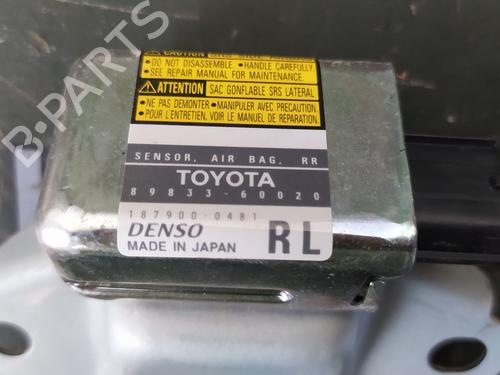 CAUTION
• DO NOT DISASSEMBLE. • HANDLE CAREFULLY.
• SEE REPAIR MANUAL FOR MAINTENANCE.
ATTENTION SAC GONFLABLE SRS LATERAL
• NE PAS DEMONTER • MANIPULER AVEC PRECAUTION.
• POUR L'ENTRETIEN, VOIR LE MANUEL DE REPARATION.
SENSOR, AIR BAG, RR
TOYOTA
89833-60020
187900-0481
DENSO
MADE IN JAPAN
RL
B-PARTS